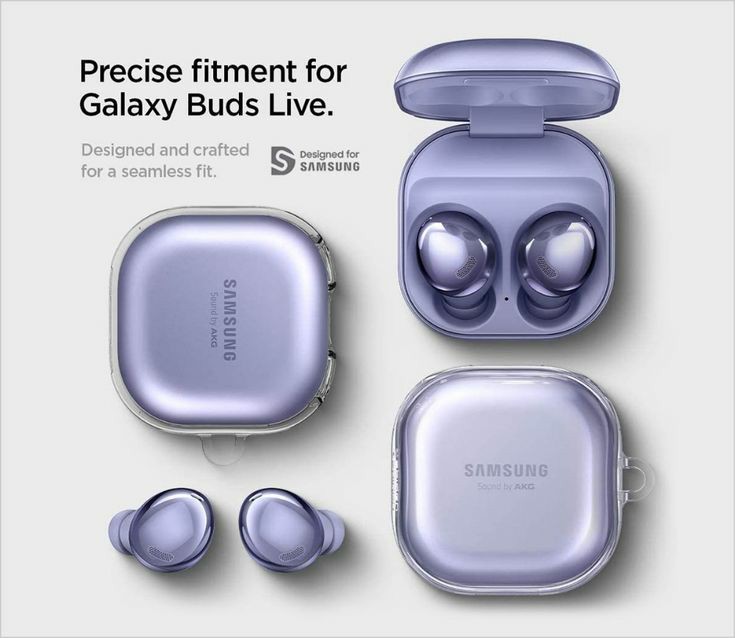 Precise fitment for
Galaxy Buds Live.
Designed and crafted
for a seamless fit.
Designed for
SAMSUNG
SAMSUNG
Sound by AKG
SAMSUNG
Sound by AKG